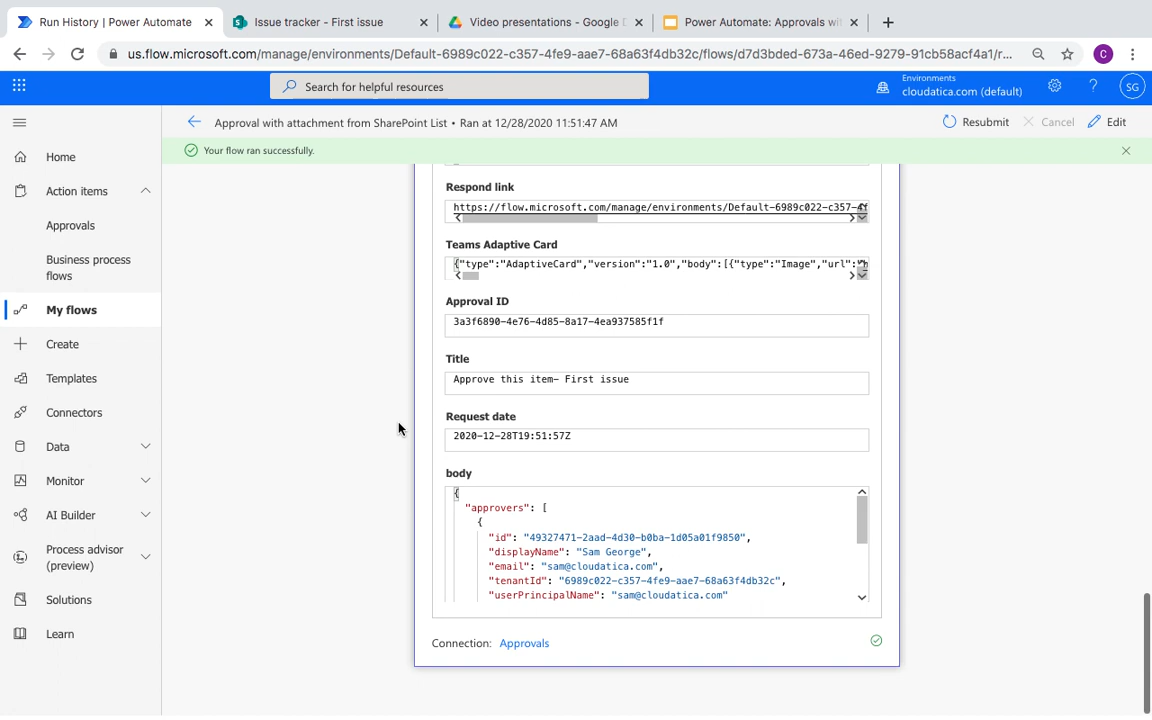 Run History | Power Automate
Issue tracker - First issue
Video presentations - Google D
Power Automate: Approvals wi
us.flow.microsoft.com/manage/environments/Default-6989c022-c357-4fe9-aae7-68a63f4db32c/flows/d7d3bded-673a-46ed-9279-91cb58acf4a1/r...
C
Search for helpful resources
Environments
cloudatica.com (default)
?
SG
Approval with attachment from SharePoint List • Ran at 12/28/2020 11:51:47 AM
Resubmit
Cancel
Edit
Your flow ran successfully.
Home
Action items
Approvals
Business process
flows
My flows
Create
Templates
Connectors
Data
Monitor
AI Builder
Process advisor
(preview)
Solutions
Learn
Respond link
https://flow.microsoft.com/manage/environments/Default-6989c022-c357-4f
Teams Adaptive Card
{"type":"AdaptiveCard","version":"1.0","body":[{"type":"Image","url":"h
Approval ID
3a3f6890-4e76-4d85-8a17-4ea937585f1f
Title
Approve this item- First issue
Request date
2020-12-28T19:51:57Z
body
{
"approvers": [
{
"id": "49327471-2aad-4d30-b0ba-1d05a01f9850",
"displayName": "Sam George",
"email": "sam@cloudatica.com",
"tenantId": "6989c022-c357-4fe9-aae7-68a63f4db32c",
"userPrincipalName": "sam@cloudatica.com"
Connection: Approvals